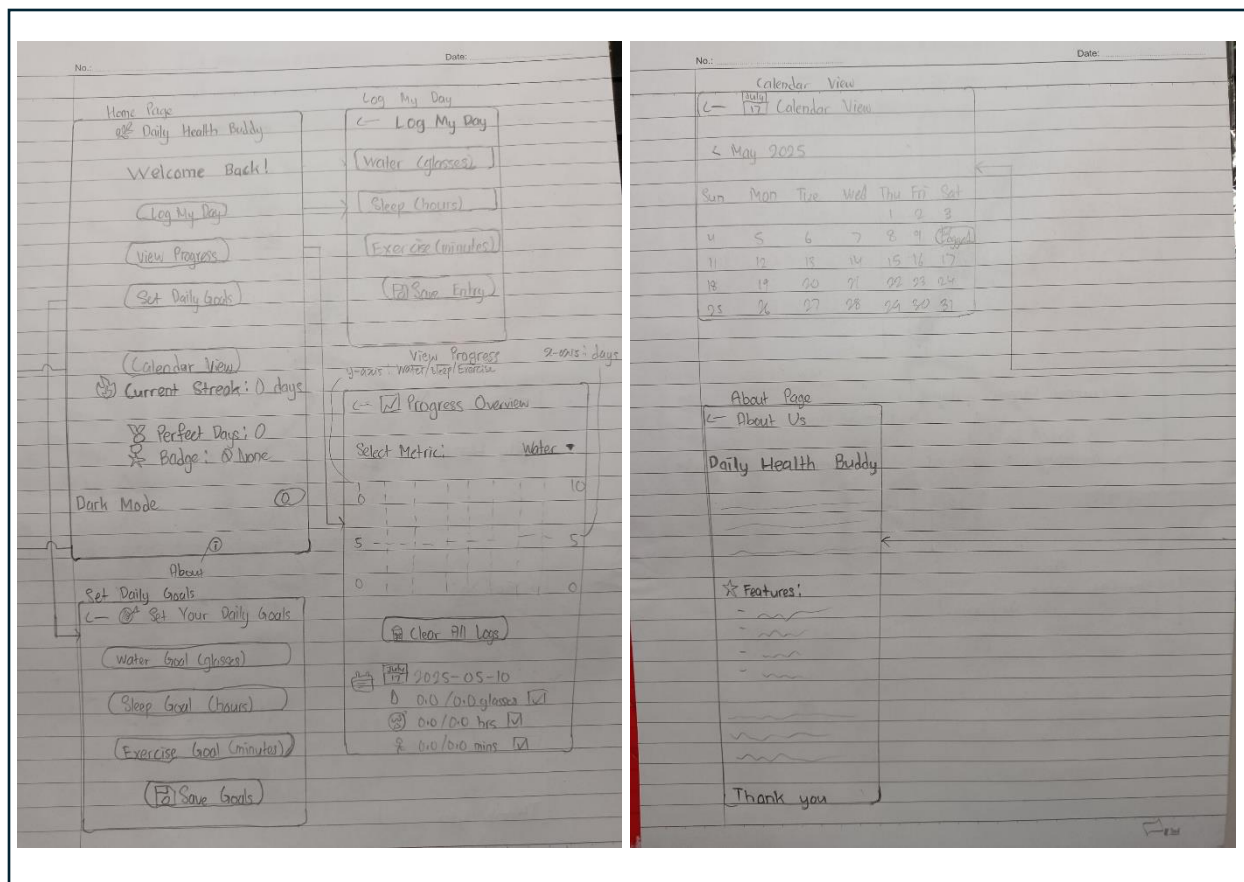 No.:
Date:
Home Page
Daily Health Buddy
Welcome Back!
Log My Day
View Progress
Set Daily Goals
Calendar View
Current Streak: 0 days
Perfect Days: 0
Badge: None
Dark Mode
About
Set Daily Goals
← Set Your Daily Goals
Water Goal (glasses)
Sleep Goal (hours)
Exercise Goal (minutes)
Save Goals
Log My Day
← Log My Day
Water (glasses)
Sleep (hours)
Exercise (minutes)
Save Entry
View Progress
x-axis: days
y-axis: Water/Sleep/Exercise
← Progress Overview
Select Metric: Water
10 10
5 5
0 0
Clear All Logs
July 17 2025-05-10
0.0/0.0 glasses
0.0/0.0 hrs
0.0/0.0 mins
No.:
Date:
Calendar View
← July 17 Calendar View
< May 2025
Sun Mon Tue Wed Thu Fri Sat
1 2 3
4 5 6 7 8 9 Logged
11 12 13 14 15 16 17
18 19 20 21 22 23 24
25 26 27 28 29 30 31
About Page
← About Us
Daily Health Buddy
Features:
Thank you